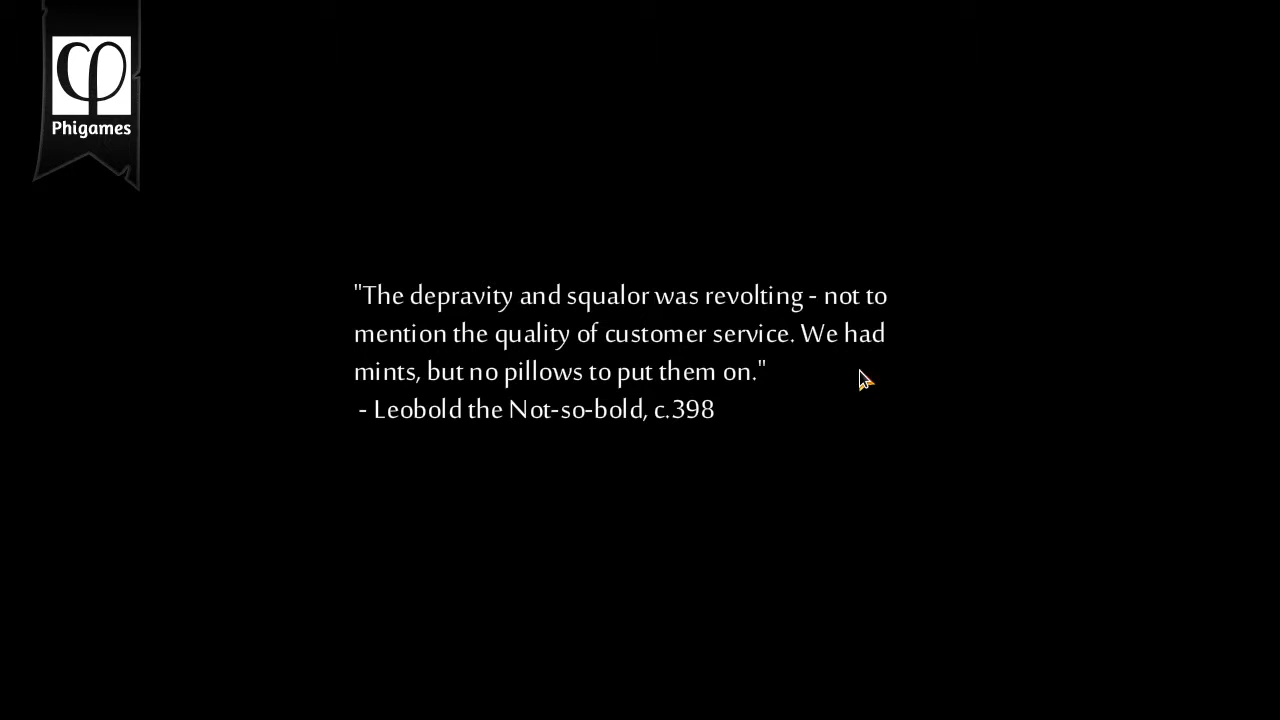 φ
Phigames
"The depravity and squalor was revolting - not to
mention the quality of customer service. We had
mints, but no pillows to put them on."
- Leobold the Not-so-bold, c.398